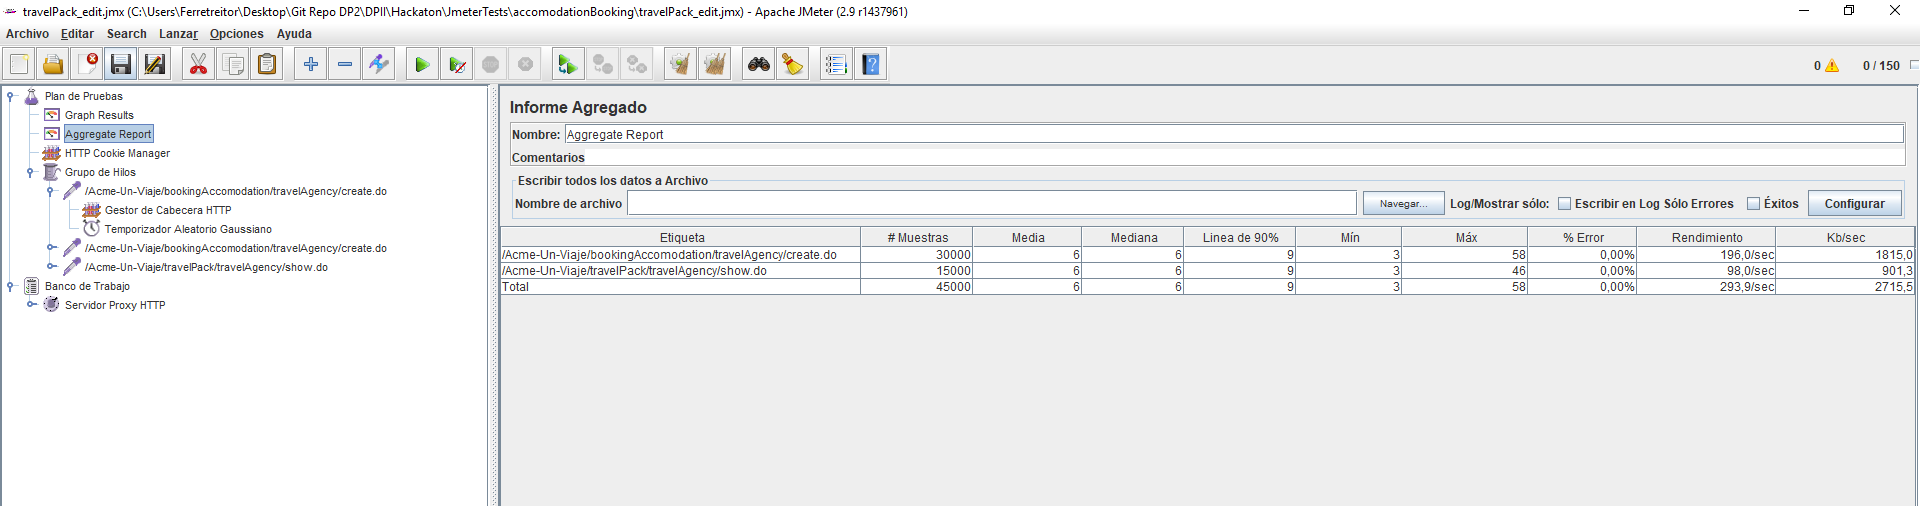 travelPack_edit.jmx (C:\Users\Ferretreitor\Desktop\Git Repo DP2\DPII\Hackaton\JmeterTests\accomodationBooking\travelPack_edit.jmx) - Apache JMeter (2.9 r1437961)
Archivo Editar Search Lanzar Opciones Ayuda
0 0 / 150
Plan de Pruebas
Graph Results
Aggregate Report
HTTP Cookie Manager
Grupo de Hilos
/Acme-Un-Viaje/bookingAccomodation/travelAgency/create.do
Gestor de Cabecera HTTP
Temporizador Aleatorio Gaussiano
/Acme-Un-Viaje/bookingAccomodation/travelAgency/create.do
/Acme-Un-Viaje/travelPack/travelAgency/show.do
Banco de Trabajo
Servidor Proxy HTTP
Informe Agregado
Nombre: Aggregate Report
Comentarios
Escribir todos los datos a Archivo
Nombre de archivo Navegar... Log/Mostrar sólo: Escribir en Log Sólo Errores Éxitos Configurar
Etiqueta # Muestras Media Mediana Linea de 90% Mín Máx % Error Rendimiento Kb/sec
/Acme-Un-Viaje/bookingAccomodation/travelAgency/create.do 30000 6 6 9 3 58 0,00% 196,0/sec 1815,0
/Acme-Un-Viaje/travelPack/travelAgency/show.do 15000 6 6 9 3 46 0,00% 98,0/sec 901,3
Total 45000 6 6 9 3 58 0,00% 293,9/sec 2715,5